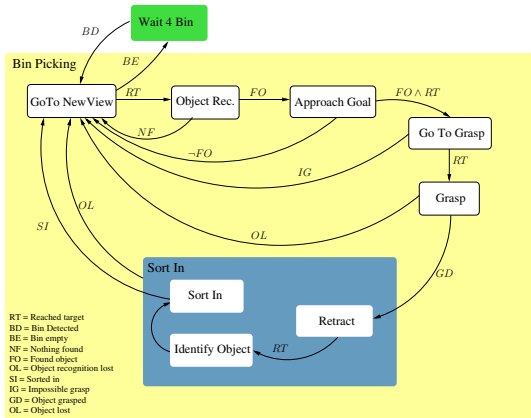 Wait 4 Bin
BD
BE
Bin Picking
GoTo NewView
RT
Object Rec.
FO
Approach Goal
FO ∧ RT
Go To Grasp
NF
¬FO
IG
RT
Grasp
OL
OL
SI
GD
Sort In
Sort In
Retract
Identify Object
RT
RT = Reached target
BD = Bin Detected
BE = Bin empty
NF = Nothing found
FO = Found object
OL = Object recognition lost
SI = Sorted in
IG = Impossible grasp
GD = Object grasped
OL = Object lost